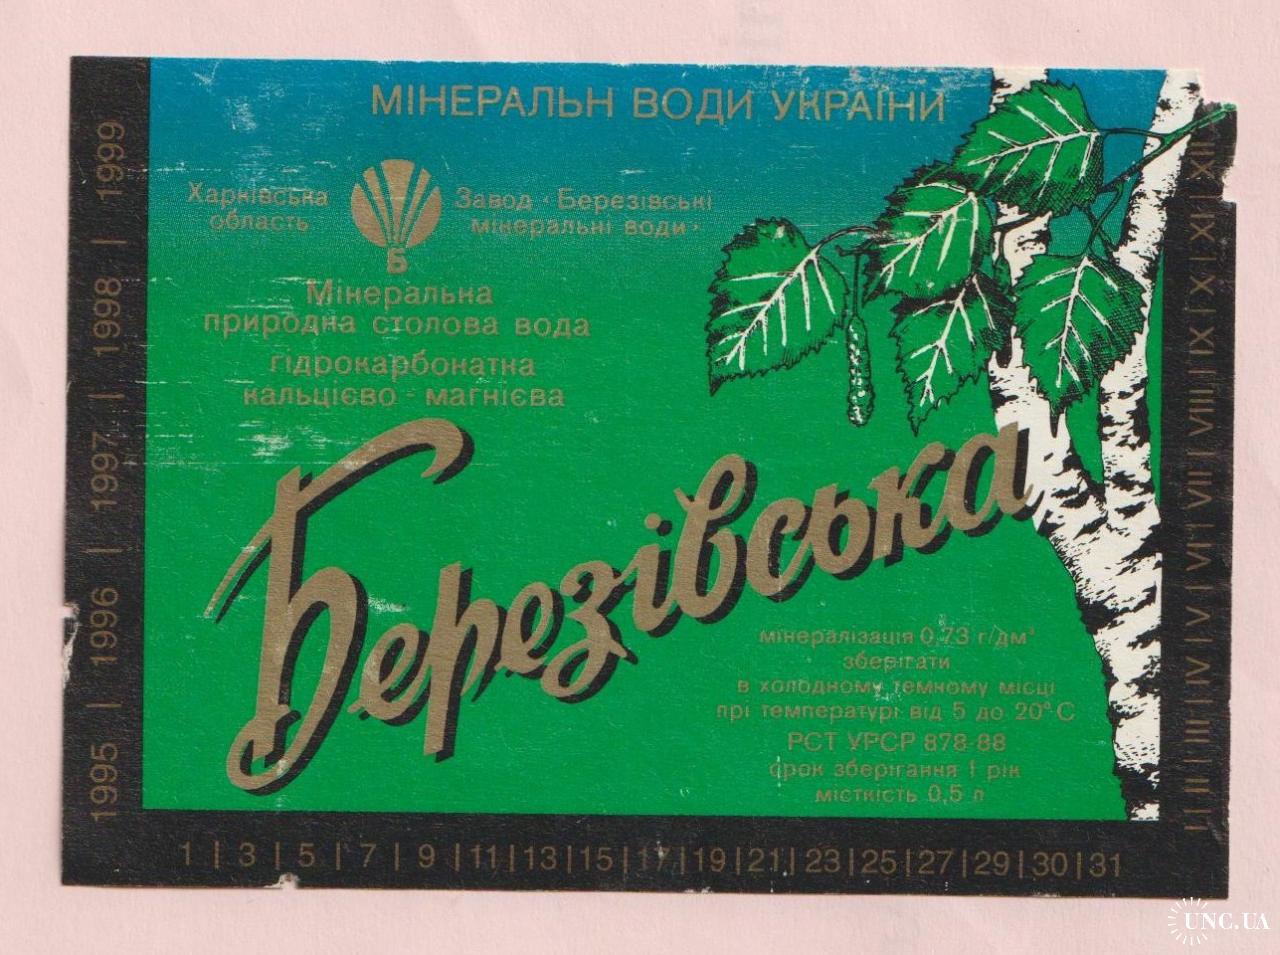 МІНЕРАЛЬН ВОДИ УКРАЇНИ
Харківська
область
Завод «Березівські
мінеральні води»
Б
Мінеральна
природна столова вода
гідрокарбонатна
кальцієво - магнієва
Березівська
мінералізація 0,73 г/дм³
зберігати
в холодному темному місці
прі температурі від 5 до 20°С
РСТ УРСР 878-88
срок зберігання 1 рік
місткість 0,5 л
1995 | 1996 | 1997 | 1998 | 1999
I | II | III | IV | V | VI | VII | VIII | IX | X | XI | XII
1 | 3 | 5 | 7 | 9 | 11 | 13 | 15 | 17 | 19 | 21 | 23 | 25 | 27 | 29 | 30 | 31
UNC.UA